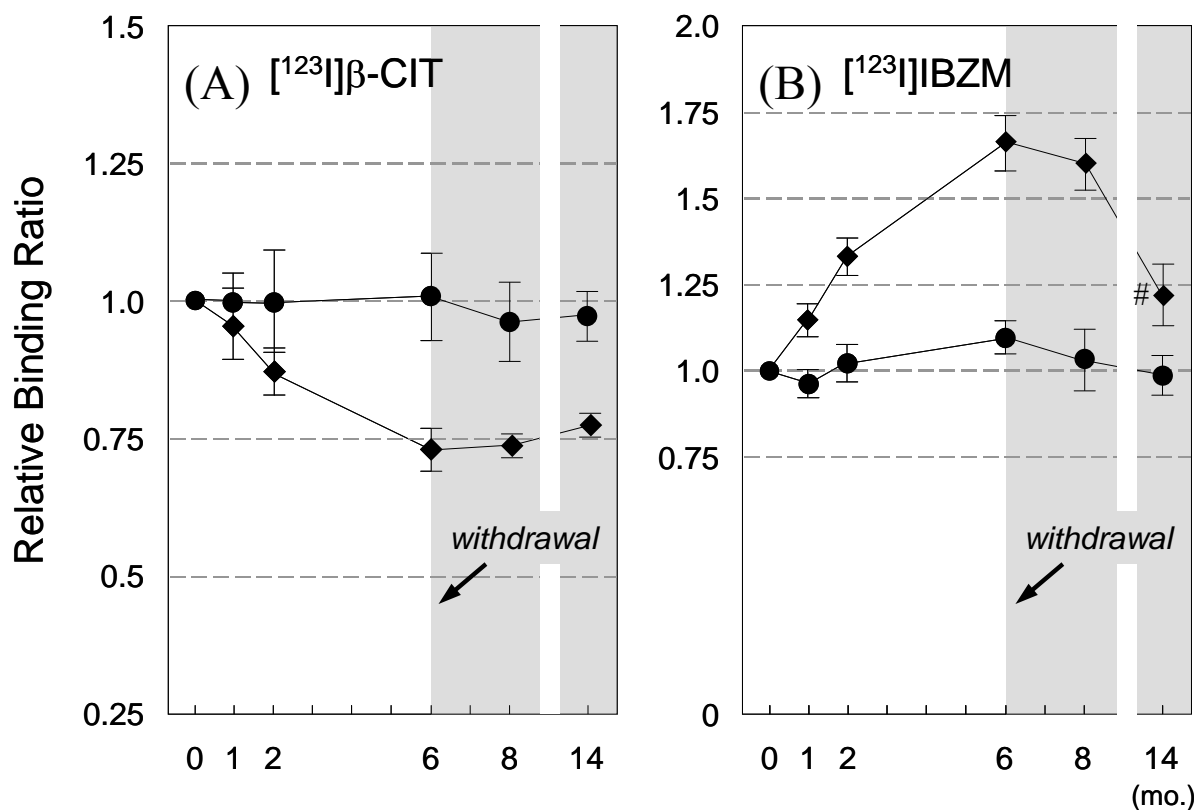 Relative Binding Ratio
(A) [¹²³I]β-CIT
1.5
1.25
1.0
0.75
0.5
0.25
withdrawal
0 1 2 6 8 14
(B) [¹²³I]IBZM
2.0
1.75
1.5
1.25
1.0
0.75
0
#
withdrawal
0 1 2 6 8 14
(mo.)